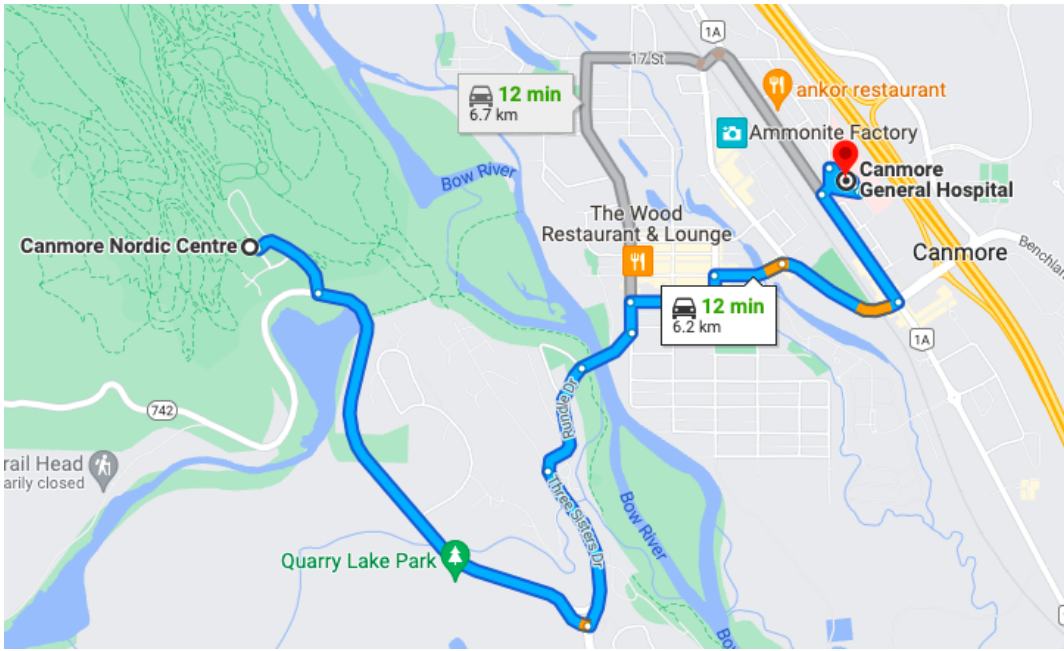 1A
17 St
12 min
6.7 km
ankor restaurant
Ammonite Factory
Bow River
Canmore
General Hospital
The Wood
Restaurant & Lounge
Canmore Nordic Centre
Canmore
Benchlan
12 min
6.2 km
1A
742
Rundle Dr
rail Head
arily closed
Three Sisters Dr
Bow River
Quarry Lake Park
Bow